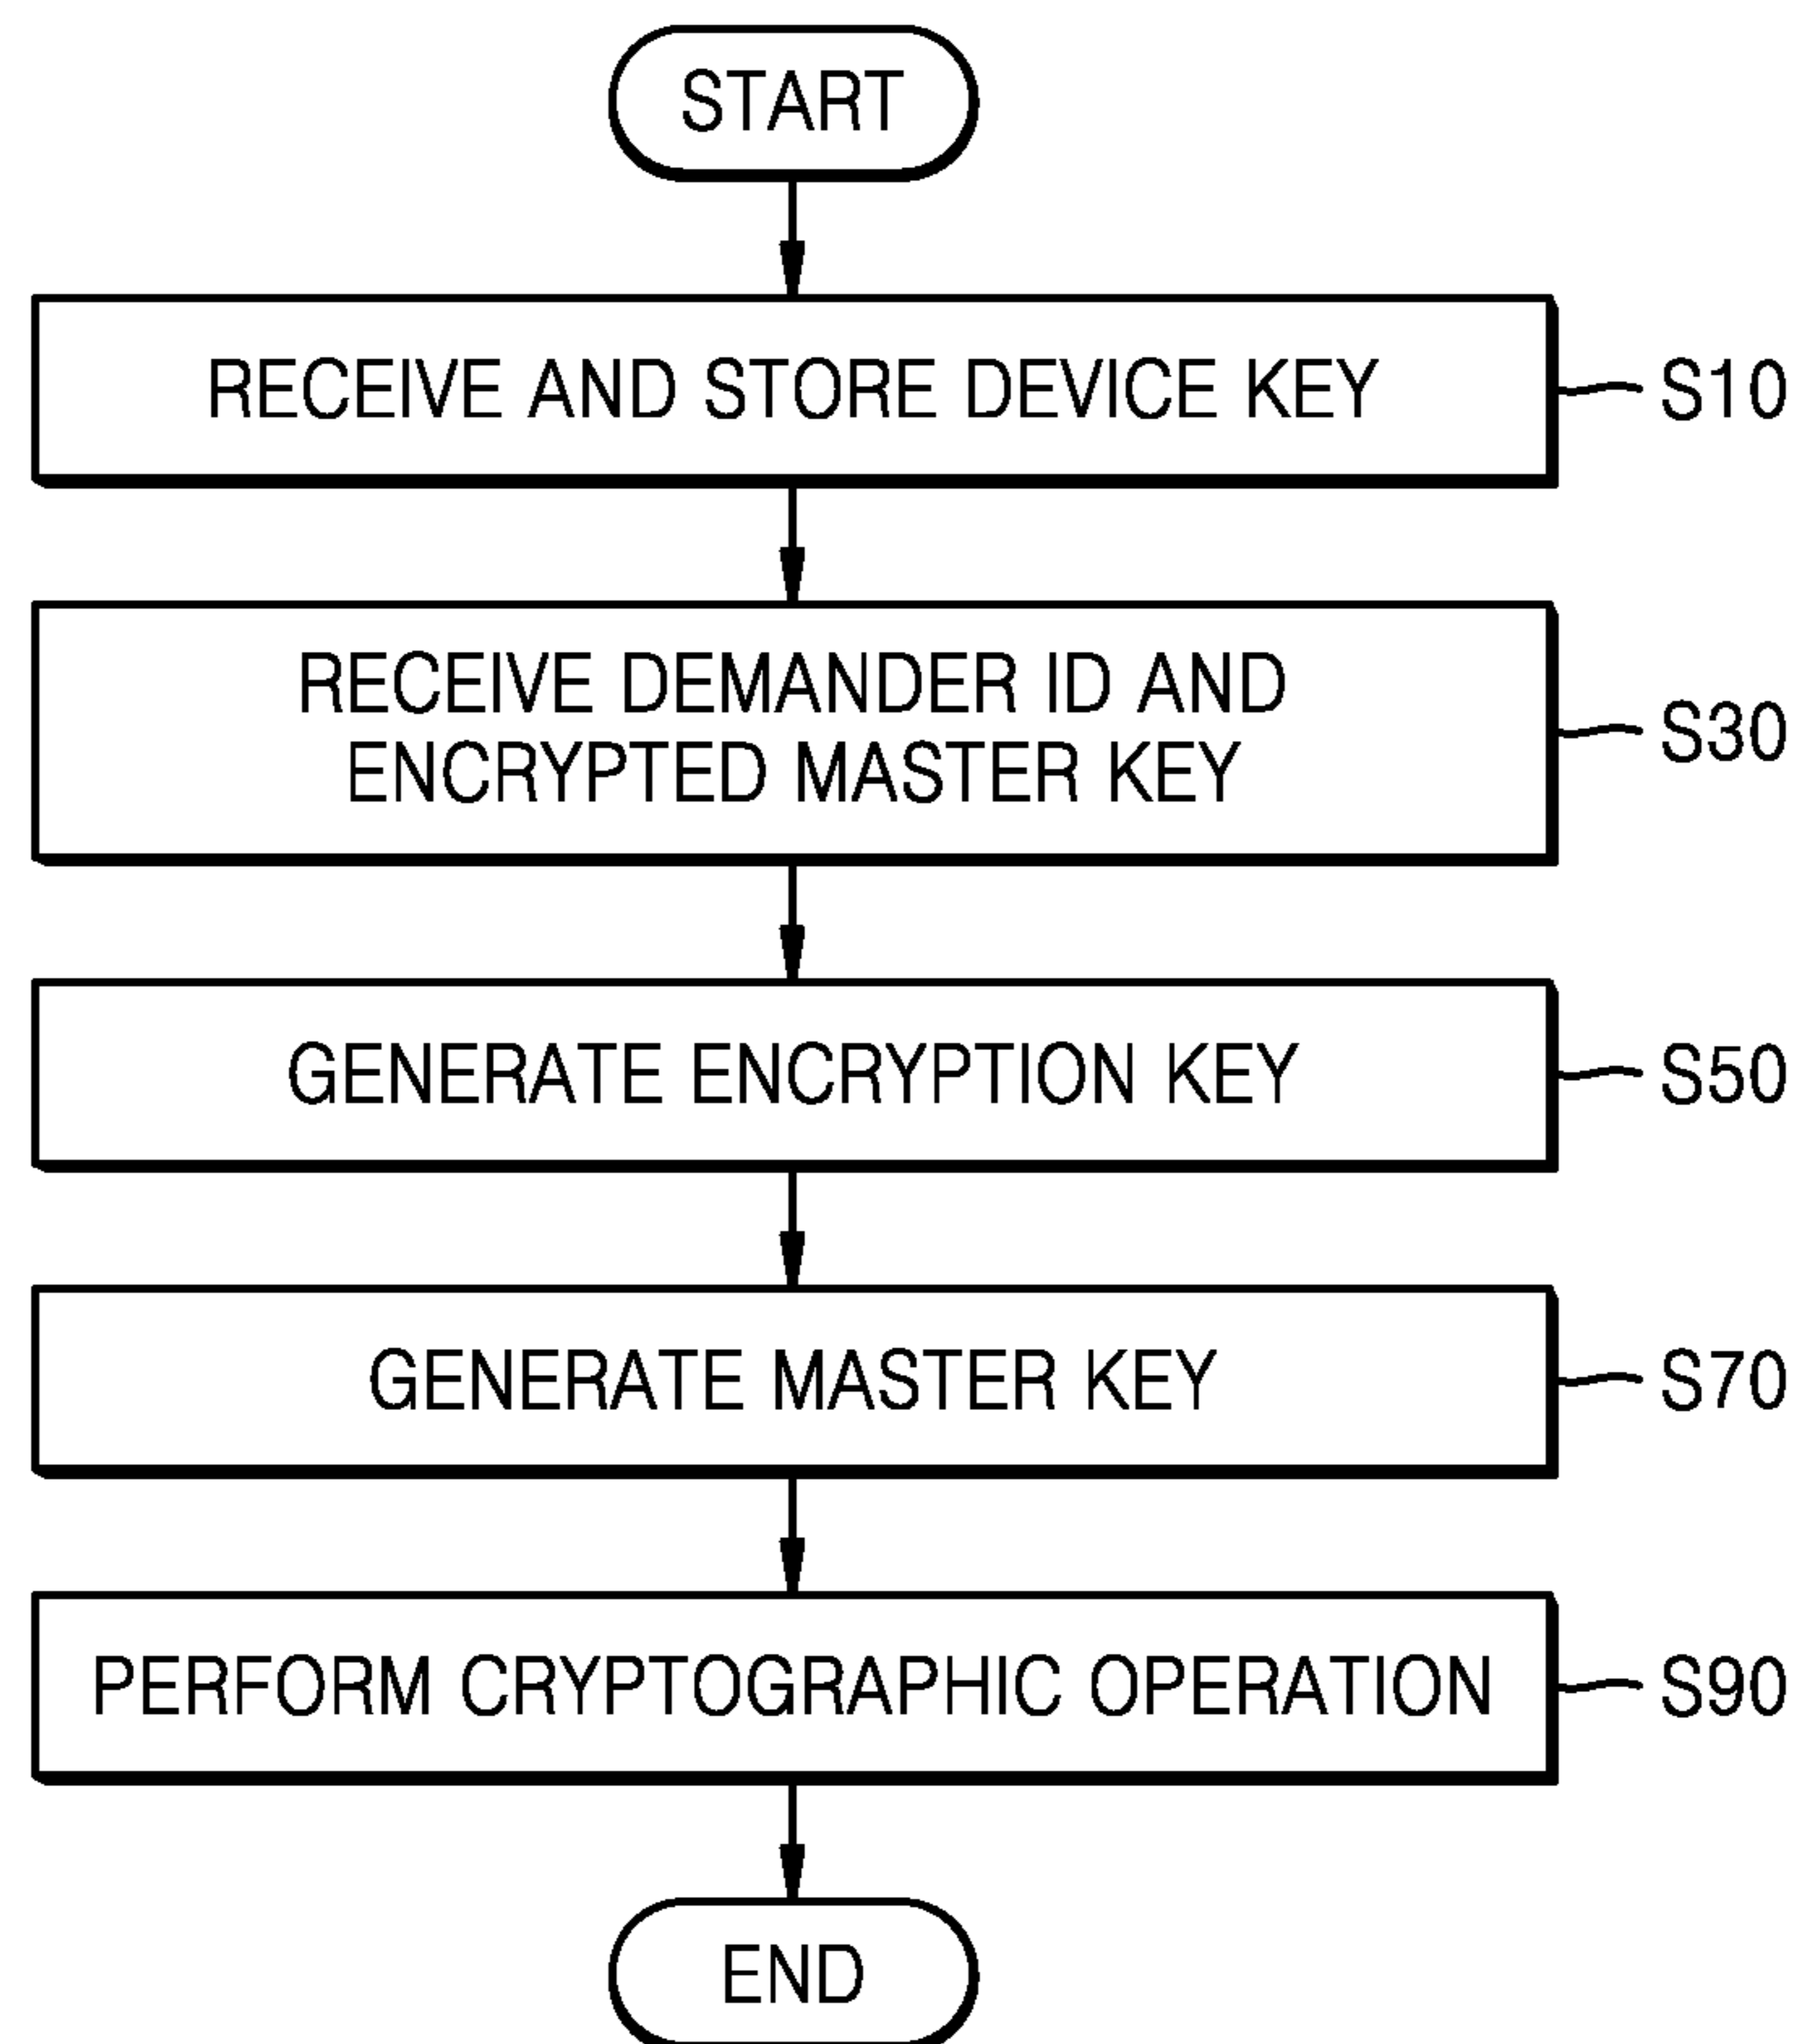 START
RECEIVE AND STORE DEVICE KEY
S10
RECEIVE DEMANDER ID AND
ENCRYPTED MASTER KEY
S30
GENERATE ENCRYPTION KEY
S50
GENERATE MASTER KEY
S70
PERFORM CRYPTOGRAPHIC OPERATION
S90
END